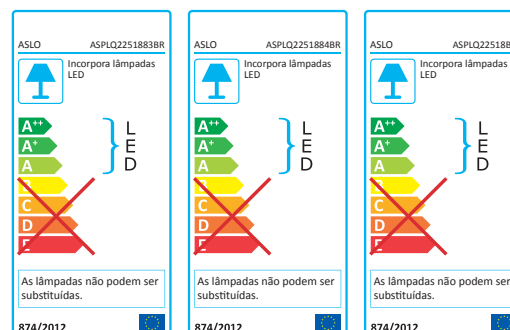 ASLO ASPLQ2251883BR
Incorpora lâmpadas
LED
A++
A+
A
L
E
D
C
D
E
As lâmpadas não podem ser
substituídas.
874/2012
ASLO ASPLQ2251884BR
Incorpora lâmpadas
LED
A++
A+
A
L
E
D
C
D
E
As lâmpadas não podem ser
substituídas.
874/2012
ASLO ASPLQ22518
Incorpora lâmpadas
LED
A++
A+
A
L
E
D
C
D
E
As lâmpadas não podem ser
substituídas.
874/2012